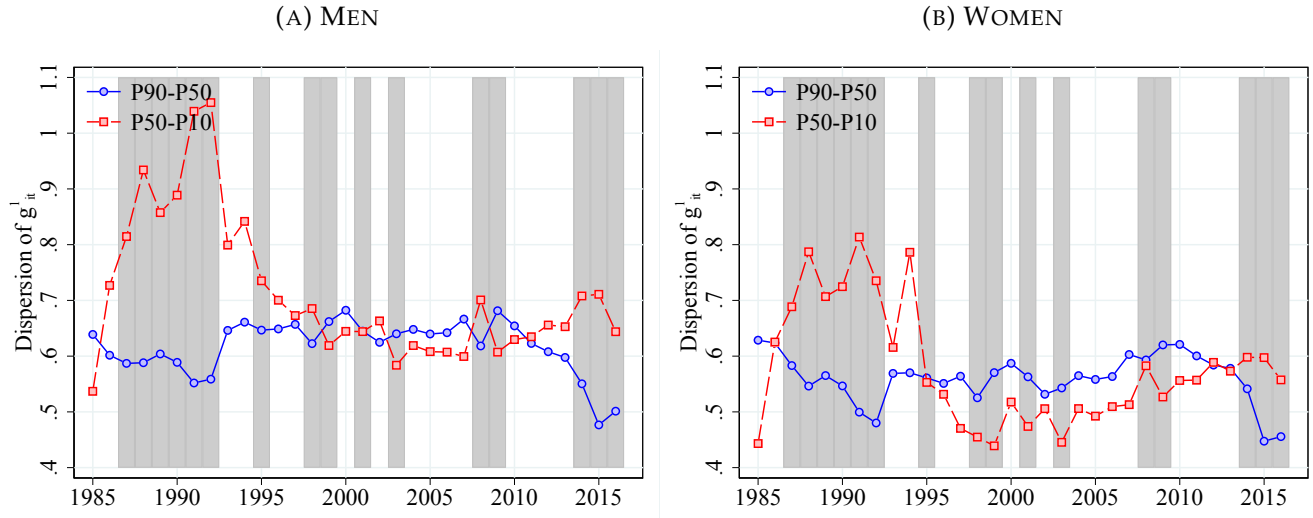 (A) MEN
(B) WOMEN
Dispersion of g¹ᵢₜ
1.1
1
.9
.8
.7
.6
.5
.4
P90-P50
P50-P10
1985 1990 1995 2000 2005 2010 2015
Dispersion of g¹ᵢₜ
1.1
1
.9
.8
.7
.6
.5
.4
P90-P50
P50-P10
1985 1990 1995 2000 2005 2010 2015